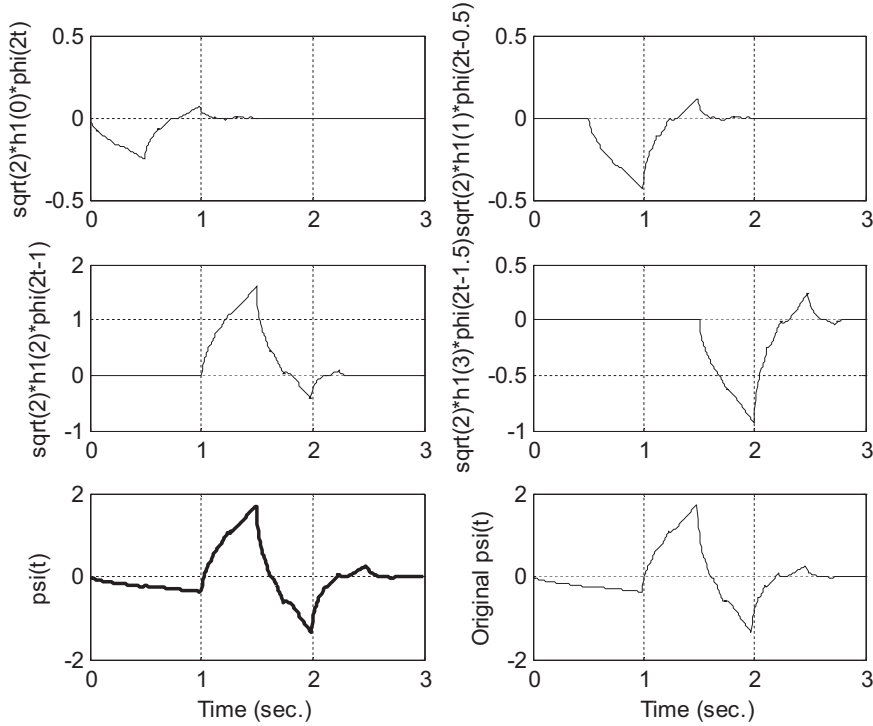 sqrt(2)*h1(0)*phi(2t)
0.5
0
-0.5
0 1 2 3
sqrt(2)*h1(1)*phi(2t-0.5)
0.5
0
-0.5
0 1 2 3
sqrt(2)*h1(2)*phi(2t-1)
2
1
0
-1
0 1 2 3
sqrt(2)*h1(3)*phi(2t-1.5)
0.5
0
-0.5
-1
0 1 2 3
psi(t)
2
0
-2
0 1 2 3
Time (sec.)
Original psi(t)
2
0
-2
0 1 2 3
Time (sec.)